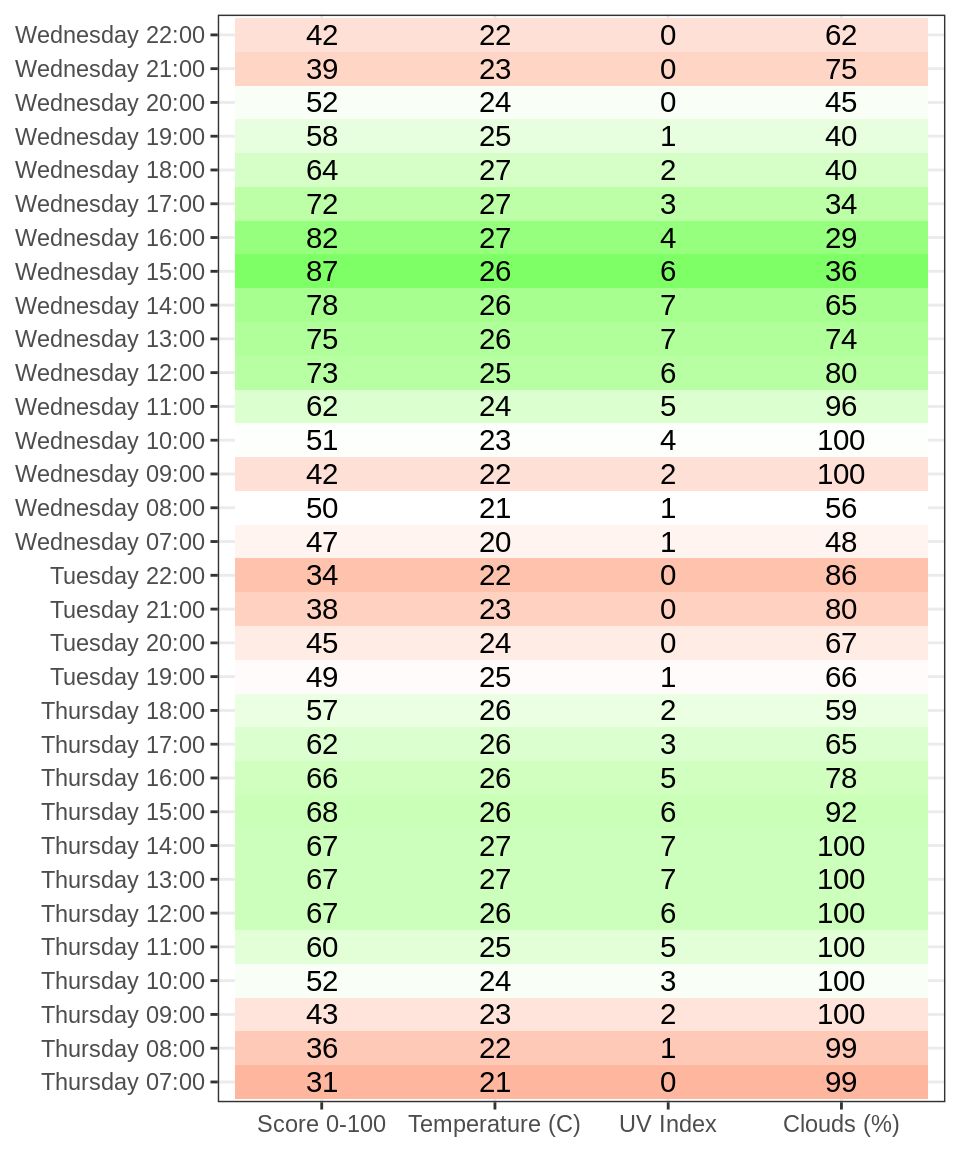 Wednesday 22:00 42 22 0 62
Wednesday 21:00 39 23 0 75
Wednesday 20:00 52 24 0 45
Wednesday 19:00 58 25 1 40
Wednesday 18:00 64 27 2 40
Wednesday 17:00 72 27 3 34
Wednesday 16:00 82 27 4 29
Wednesday 15:00 87 26 6 36
Wednesday 14:00 78 26 7 65
Wednesday 13:00 75 26 7 74
Wednesday 12:00 73 25 6 80
Wednesday 11:00 62 24 5 96
Wednesday 10:00 51 23 4 100
Wednesday 09:00 42 22 2 100
Wednesday 08:00 50 21 1 56
Wednesday 07:00 47 20 1 48
Tuesday 22:00 34 22 0 86
Tuesday 21:00 38 23 0 80
Tuesday 20:00 45 24 0 67
Tuesday 19:00 49 25 1 66
Thursday 18:00 57 26 2 59
Thursday 17:00 62 26 3 65
Thursday 16:00 66 26 5 78
Thursday 15:00 68 26 6 92
Thursday 14:00 67 27 7 100
Thursday 13:00 67 27 7 100
Thursday 12:00 67 26 6 100
Thursday 11:00 60 25 5 100
Thursday 10:00 52 24 3 100
Thursday 09:00 43 23 2 100
Thursday 08:00 36 22 1 99
Thursday 07:00 31 21 0 99
Score 0-100 Temperature (C) UV Index Clouds (%)